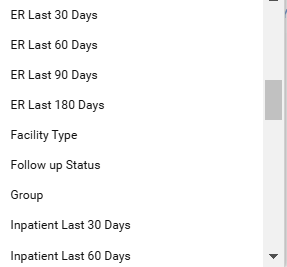 ER Last 30 Days
ER Last 60 Days
ER Last 90 Days
ER Last 180 Days
Facility Type
Follow up Status
Group
Inpatient Last 30 Days
Inpatient Last 60 Days